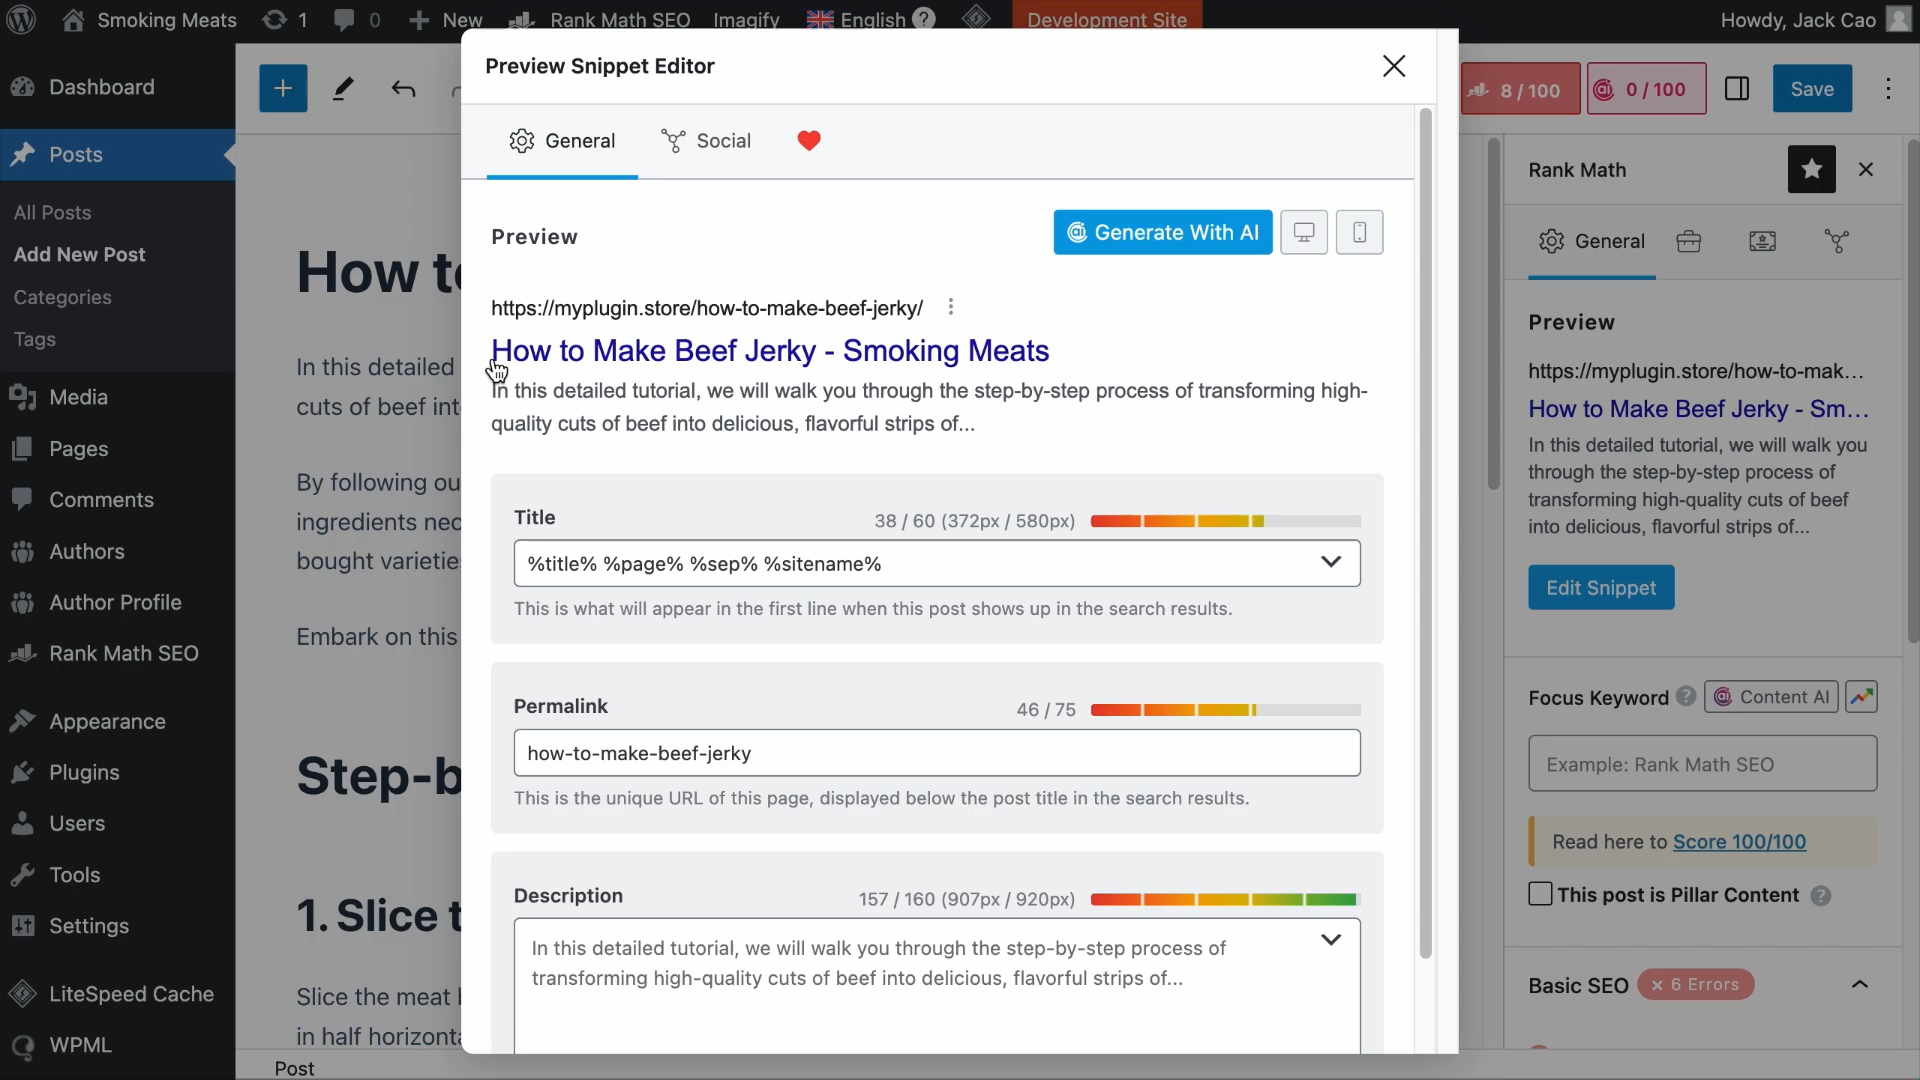 Smoking Meats
1
0
New
Rank Math SEO
Imagify
English
Development Site
Howdy, Jack Cao
Dashboard
Posts
All Posts
Add New Post
Categories
Tags
Media
Pages
Comments
Authors
Author Profile
Rank Math SEO
Appearance
Plugins
Users
Tools
Settings
LiteSpeed Cache
WPML
How to
In this detailed
cuts of beef int
By following ou
ingredients nec
bought varietie
Embark on this
Step-b
1. Slice t
Slice the meat
in half horizonta
Post
Preview Snippet Editor
General
Social
Preview
Generate With AI
https://myplugin.store/how-to-make-beef-jerky/
How to Make Beef Jerky - Smoking Meats
In this detailed tutorial, we will walk you through the step-by-step process of transforming high-
quality cuts of beef into delicious, flavorful strips of...
Title
38 / 60 (372px / 580px)
%title% %page% %sep% %sitename%
This is what will appear in the first line when this post shows up in the search results.
Permalink
46 / 75
how-to-make-beef-jerky
This is the unique URL of this page, displayed below the post title in the search results.
Description
157 / 160 (907px / 920px)
In this detailed tutorial, we will walk you through the step-by-step process of
transforming high-quality cuts of beef into delicious, flavorful strips of...
8 / 100
0 / 100
Save
Rank Math
General
Preview
https://myplugin.store/how-to-mak...
How to Make Beef Jerky - Sm...
In this detailed tutorial, we will walk you
through the step-by-step process of
transforming high-quality cuts of beef
into delicious, flavorful strips of...
Edit Snippet
Focus Keyword
Content AI
Example: Rank Math SEO
Read here to Score 100/100
This post is Pillar Content
Basic SEO
× 6 Errors